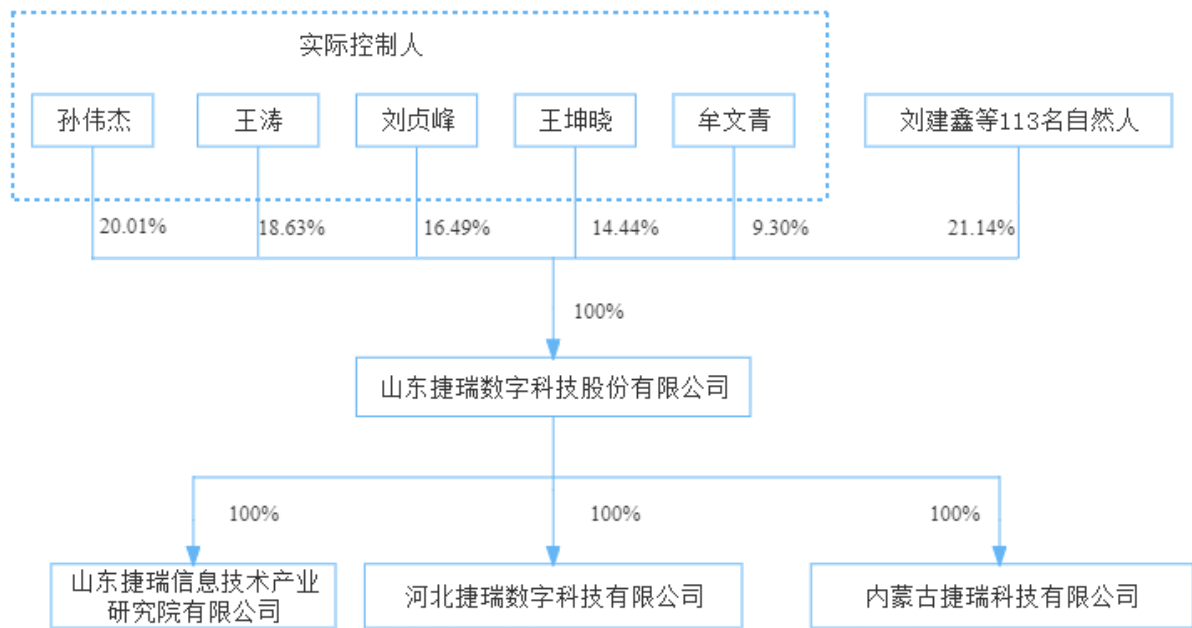 实际控制人
孙伟杰
王涛
刘贞峰
王坤晓
牟文青
刘建鑫等113名自然人
20.01%
18.63%
16.49%
14.44%
9.30%
21.14%
100%
山东捷瑞数字科技股份有限公司
100%
100%
100%
山东捷瑞信息技术产业
研究院有限公司
河北捷瑞数字科技有限公司
内蒙古捷瑞科技有限公司